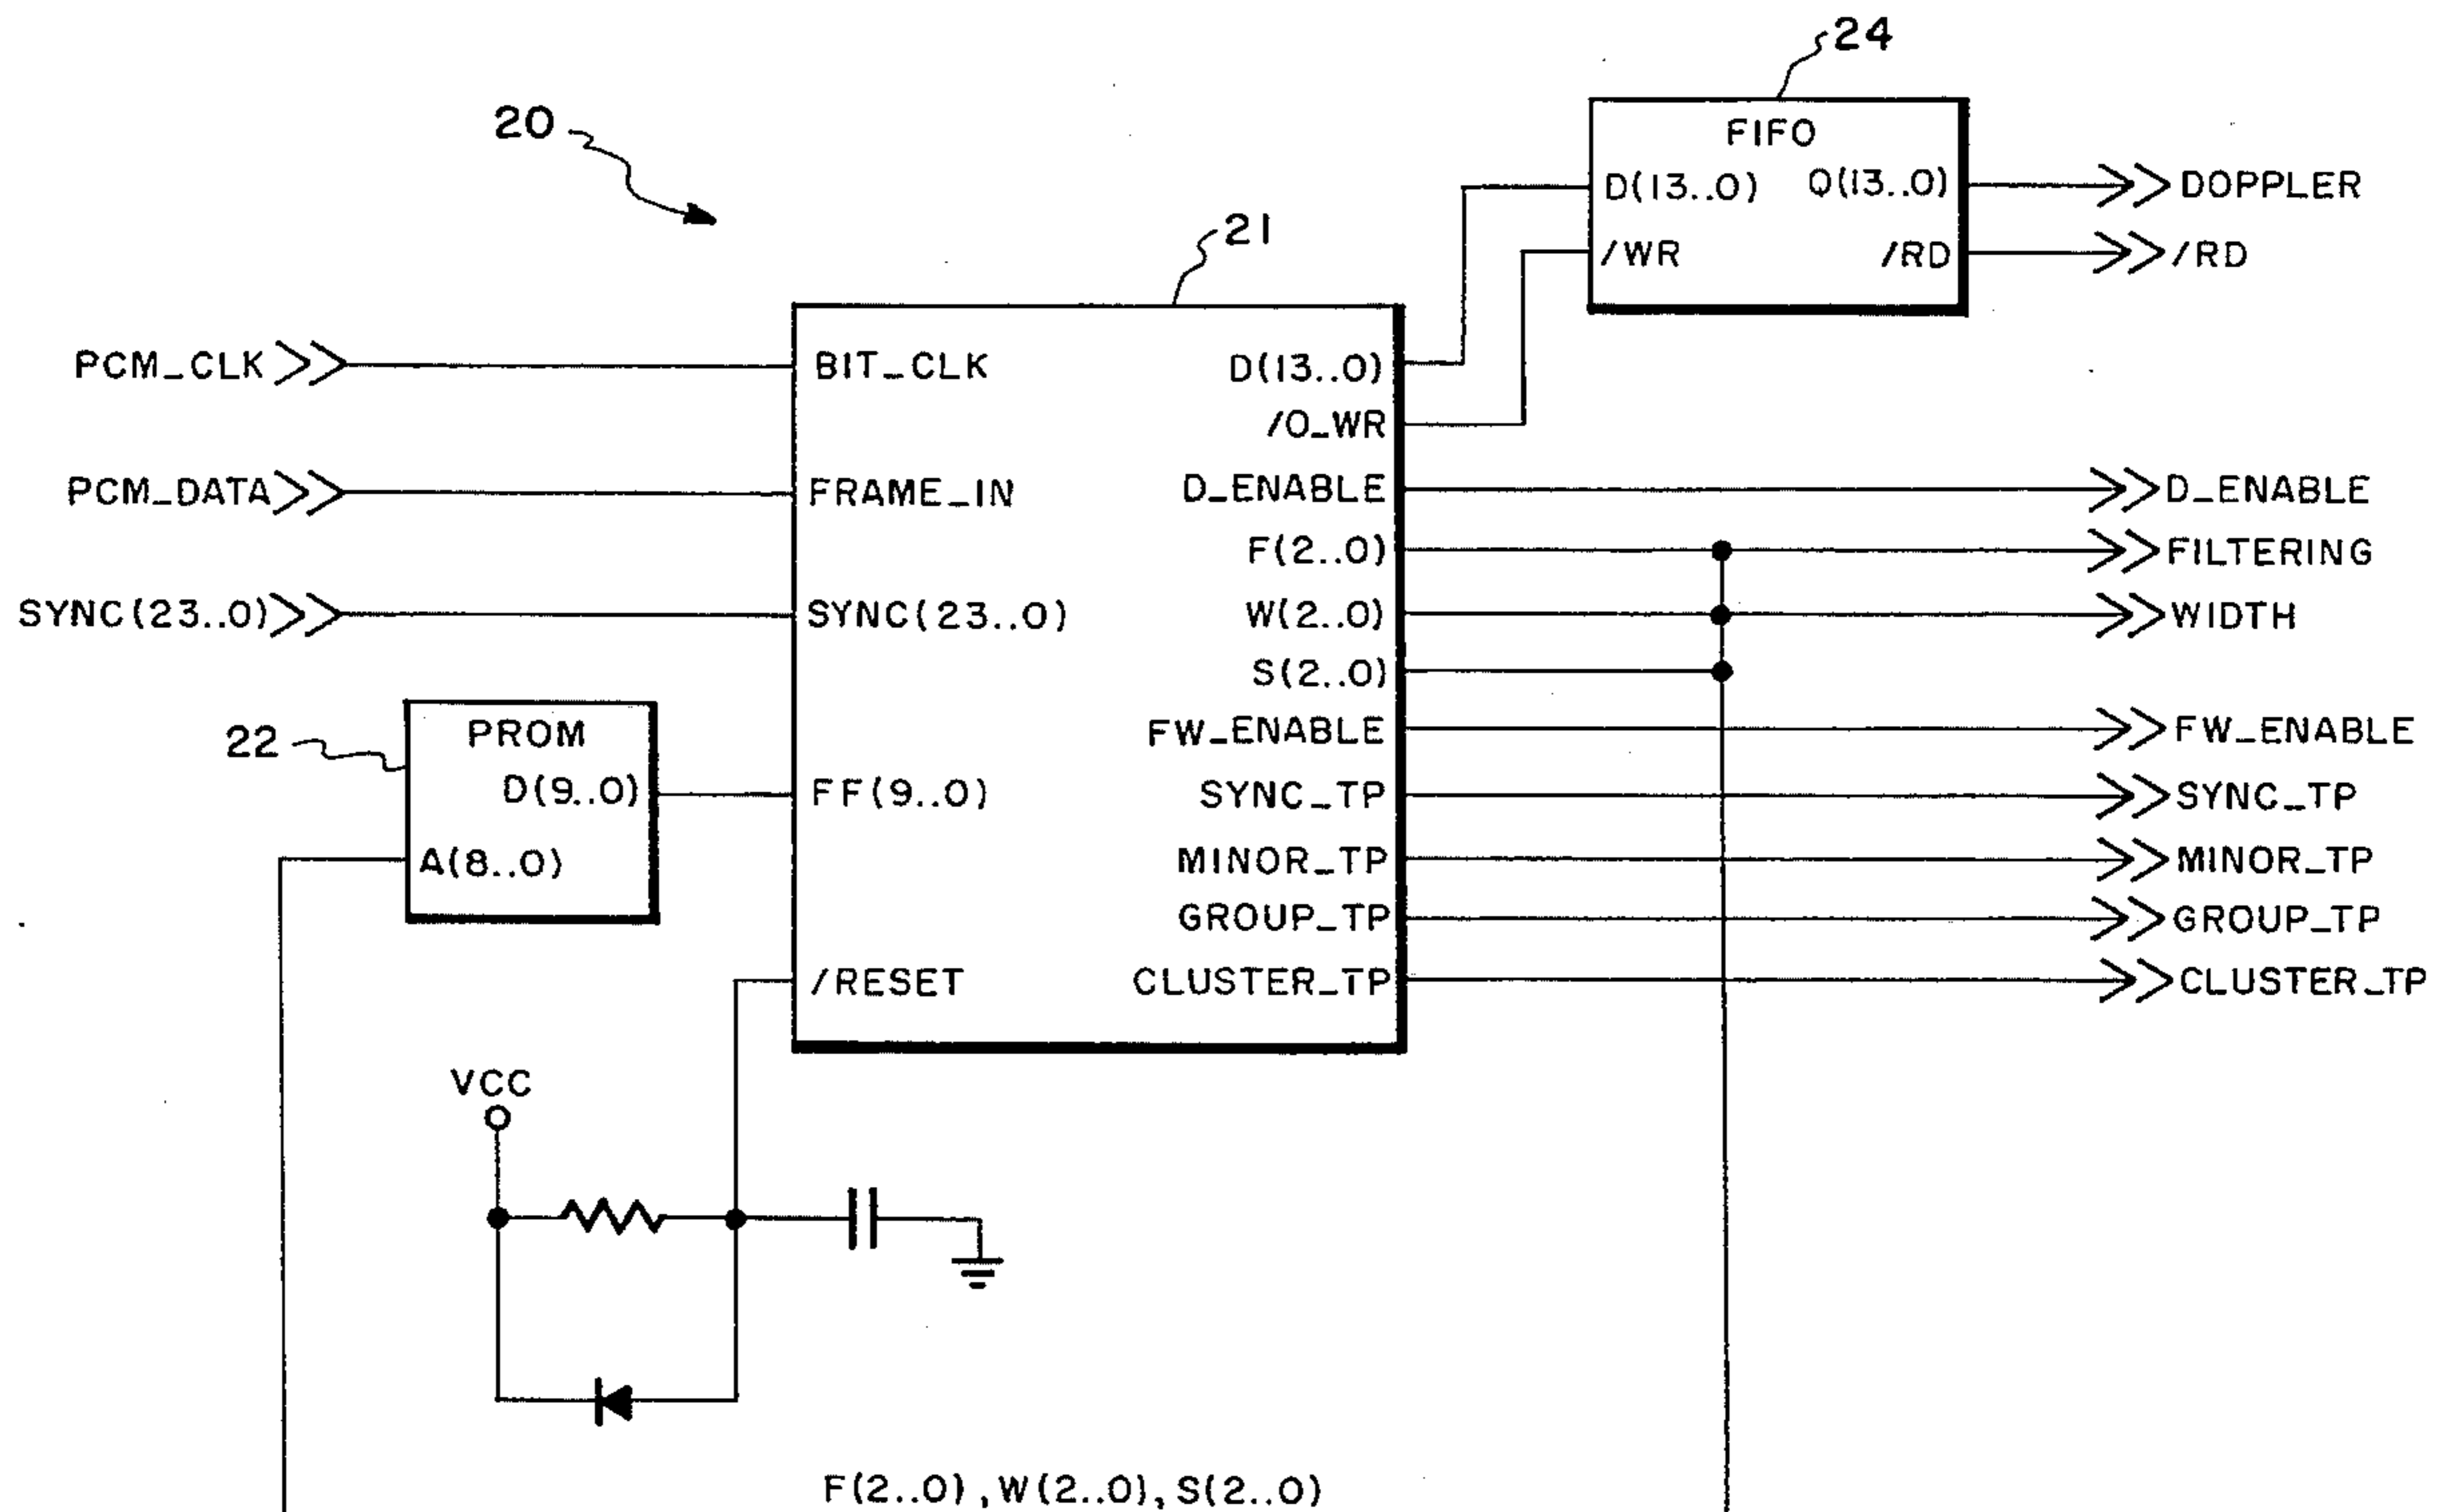 24
20
FIFO
D(13..0) Q(13..0) DOPPLER
/WR /RD /RD
21
PCM_CLK BIT_CLK D(13..0)
/O_WR
PCM_DATA FRAME_IN D_ENABLE D_ENABLE
F(2..0) FILTERING
SYNC(23..0) SYNC(23..0) W(2..0) WIDTH
S(2..0)
22 PROM FW_ENABLE FW_ENABLE
D(9..0) FF(9..0) SYNC_TP SYNC_TP
A(8..0) MINOR_TP MINOR_TP
GROUP_TP GROUP_TP
/RESET CLUSTER_TP CLUSTER_TP
VCC
F(2..0), W(2..0), S(2..0)